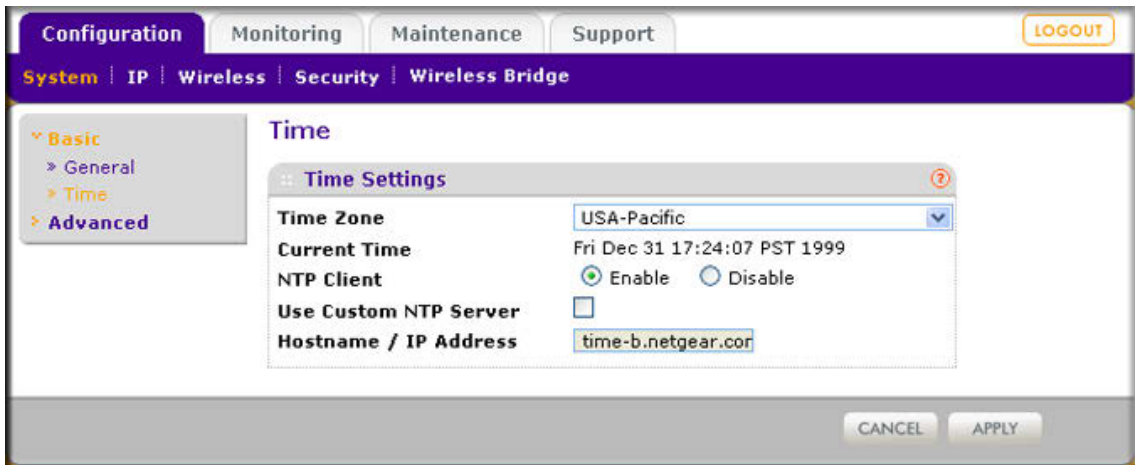 Configuration Monitoring Maintenance Support LOGOUT
System IP Wireless Security Wireless Bridge
Basic
» General
» Time
Advanced
Time
Time Settings ?
Time Zone USA-Pacific
Current Time Fri Dec 31 17:24:07 PST 1999
NTP Client Enable Disable
Use Custom NTP Server
Hostname / IP Address time-b.netgear.cor
CANCEL APPLY